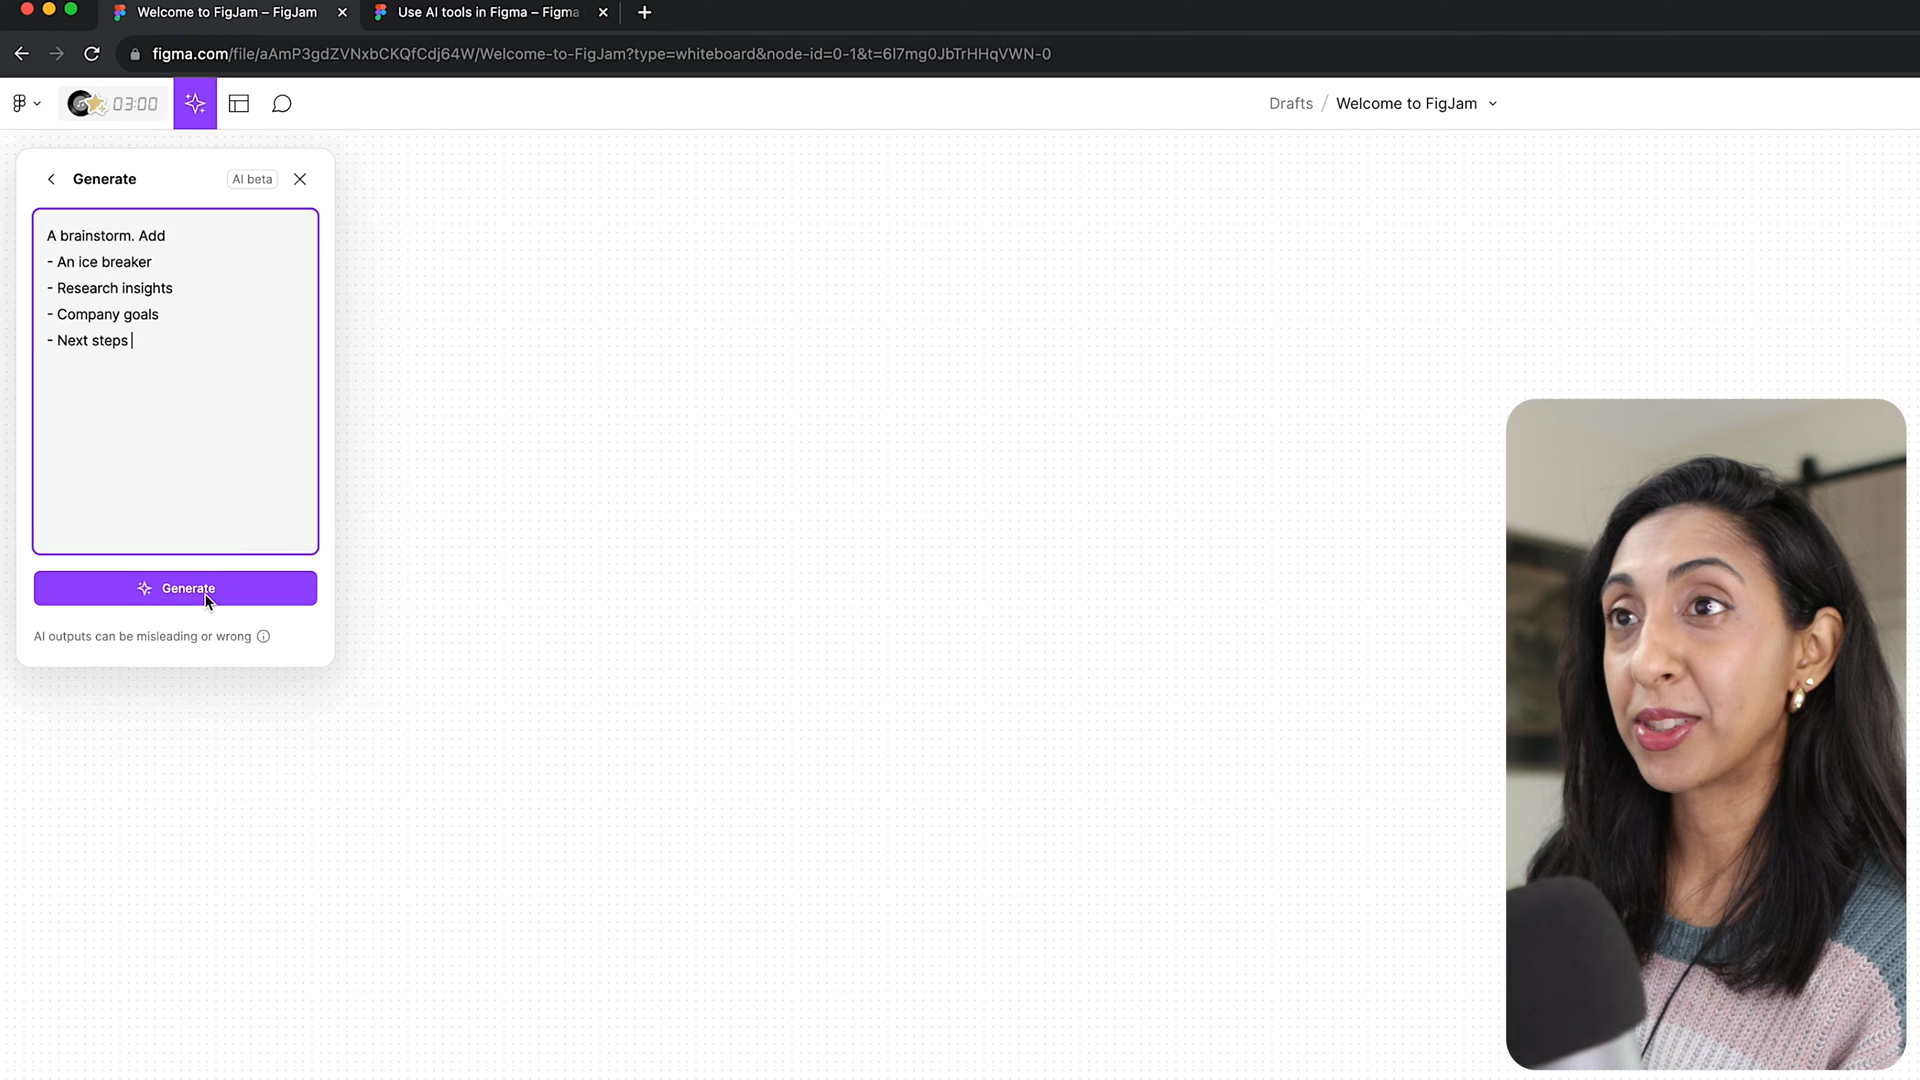 Welcome to FigJam – FigJam
Use AI tools in Figma – Figma
figma.com/file/aAmP3gdZVNxbCKQfCdj64W/Welcome-to-FigJam?type=whiteboard&node-id=0-1&t=6l7mg0JbTrHHqVWN-0
03:00
Drafts / Welcome to FigJam
Generate
AI beta
A brainstorm. Add
- An ice breaker
- Research insights
- Company goals
- Next steps
Generate
AI outputs can be misleading or wrong